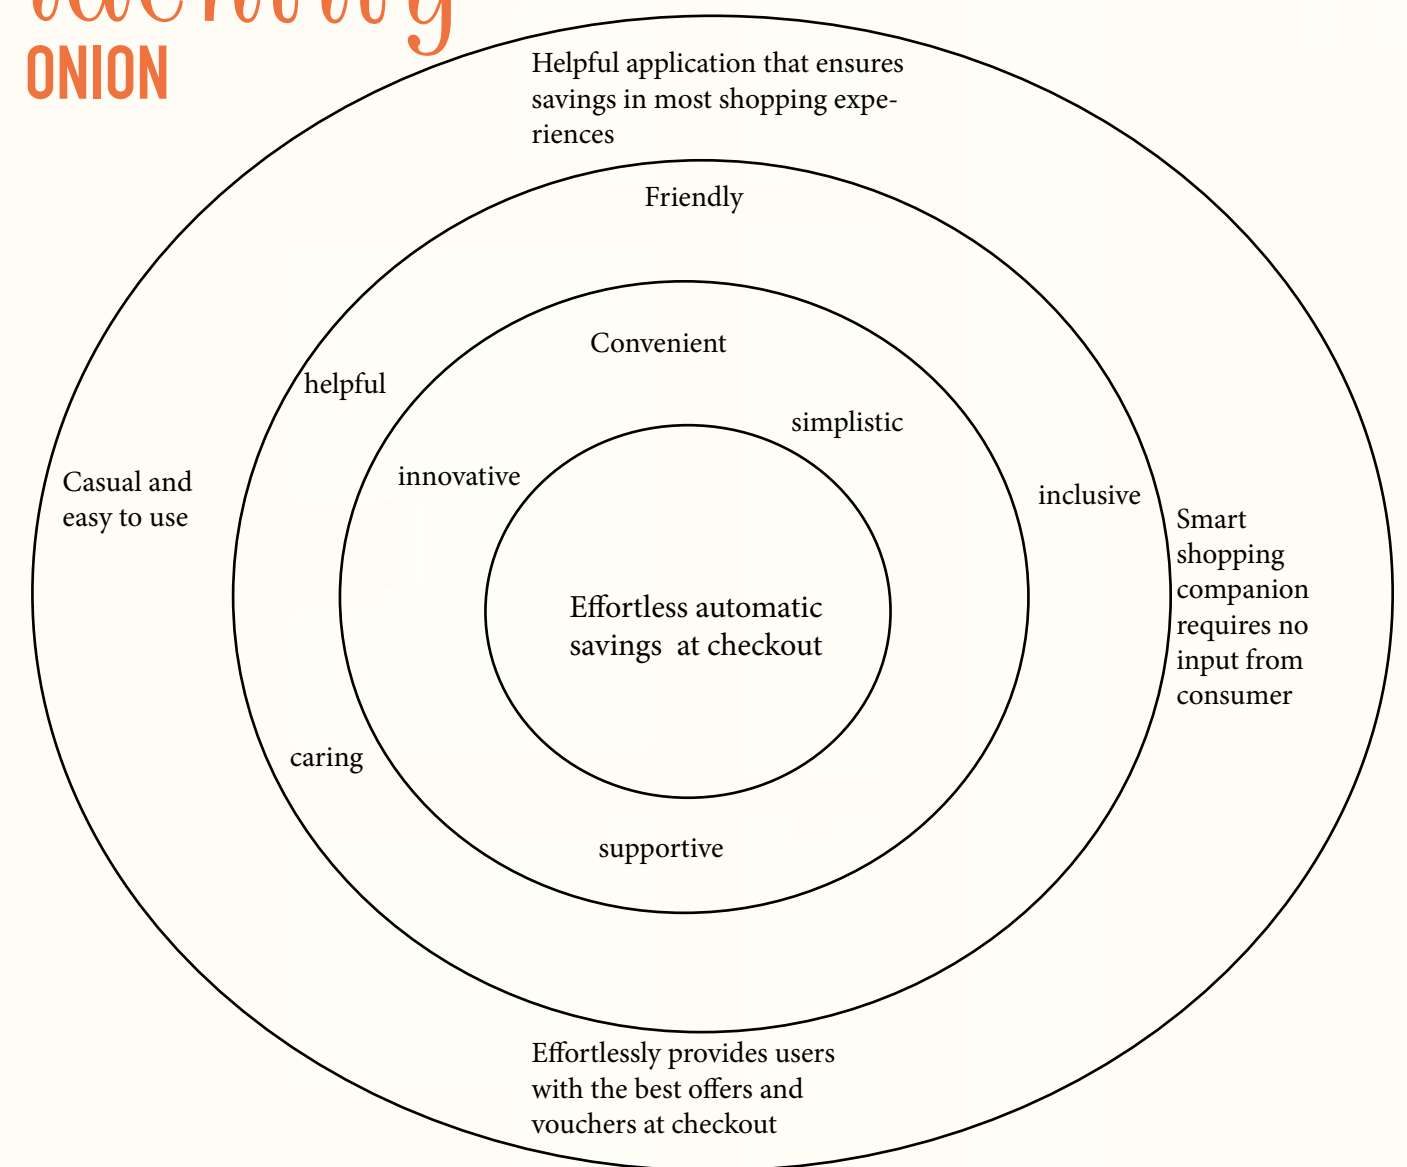 identity
ONION
Helpful application that ensures
savings in most shopping expe-
riences
Friendly
Convenient
helpful
simplistic
innovative
Casual and
easy to use
inclusive
Smart
shopping
companion
requires no
input from
consumer
Effortless automatic
savings at checkout
caring
supportive
Effortlessly provides users
with the best offers and
vouchers at checkout